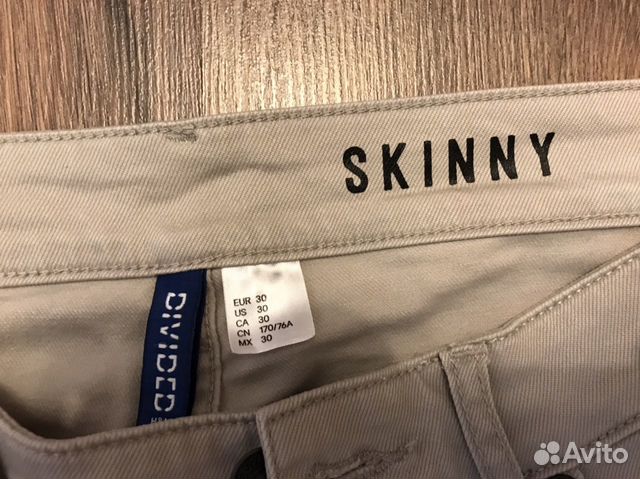 SKINNY
DIVIDED
EUR 30
US 30
CA 30
CN 170/76A
MX 30
Avito